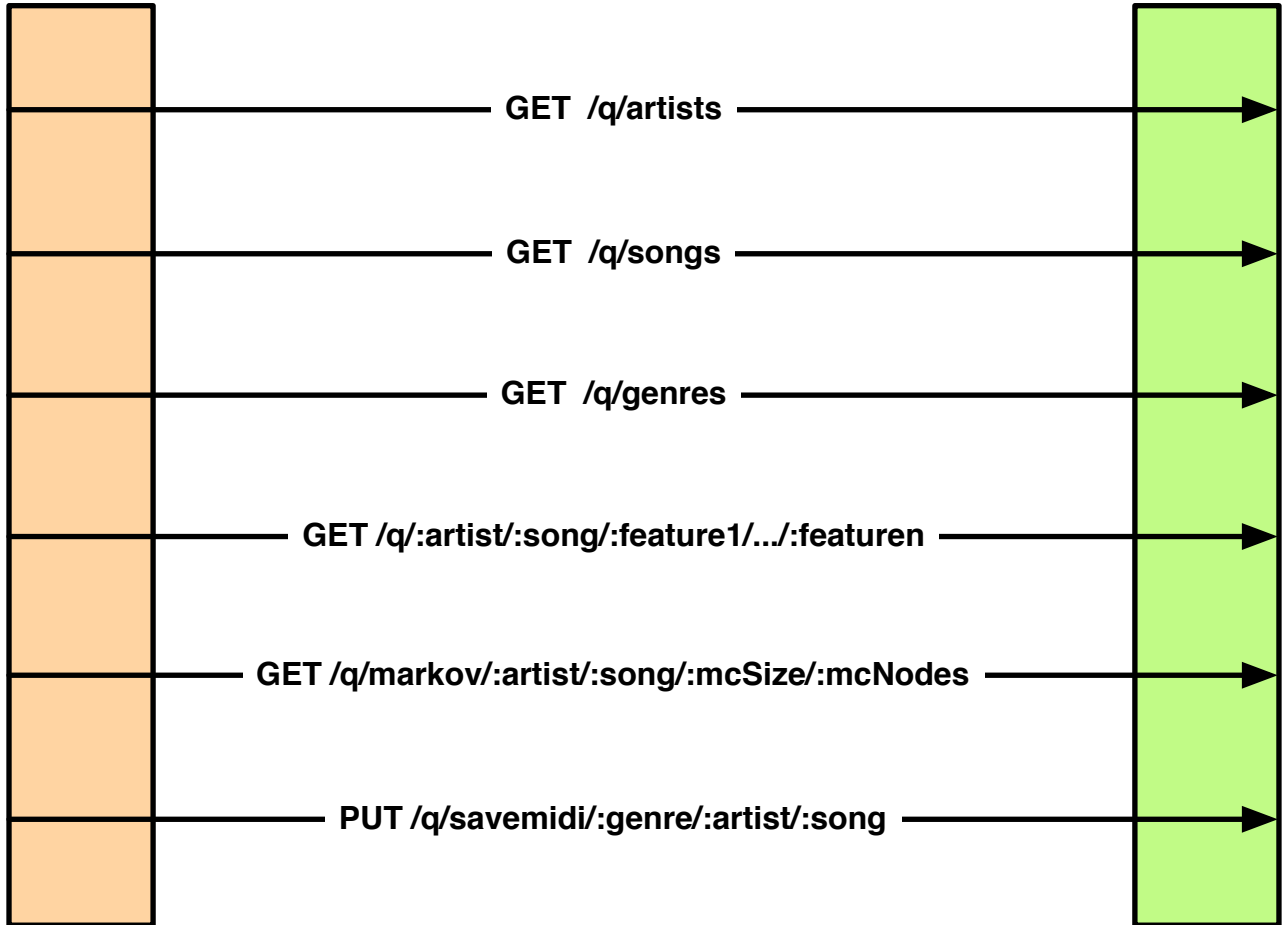 GET /q/artists
GET /q/songs
GET /q/genres
GET /q/:artist/:song/:feature1/.../:featuren
GET /q/markov/:artist/:song/:mcSize/:mcNodes
PUT /q/savemidi/:genre/:artist/:song